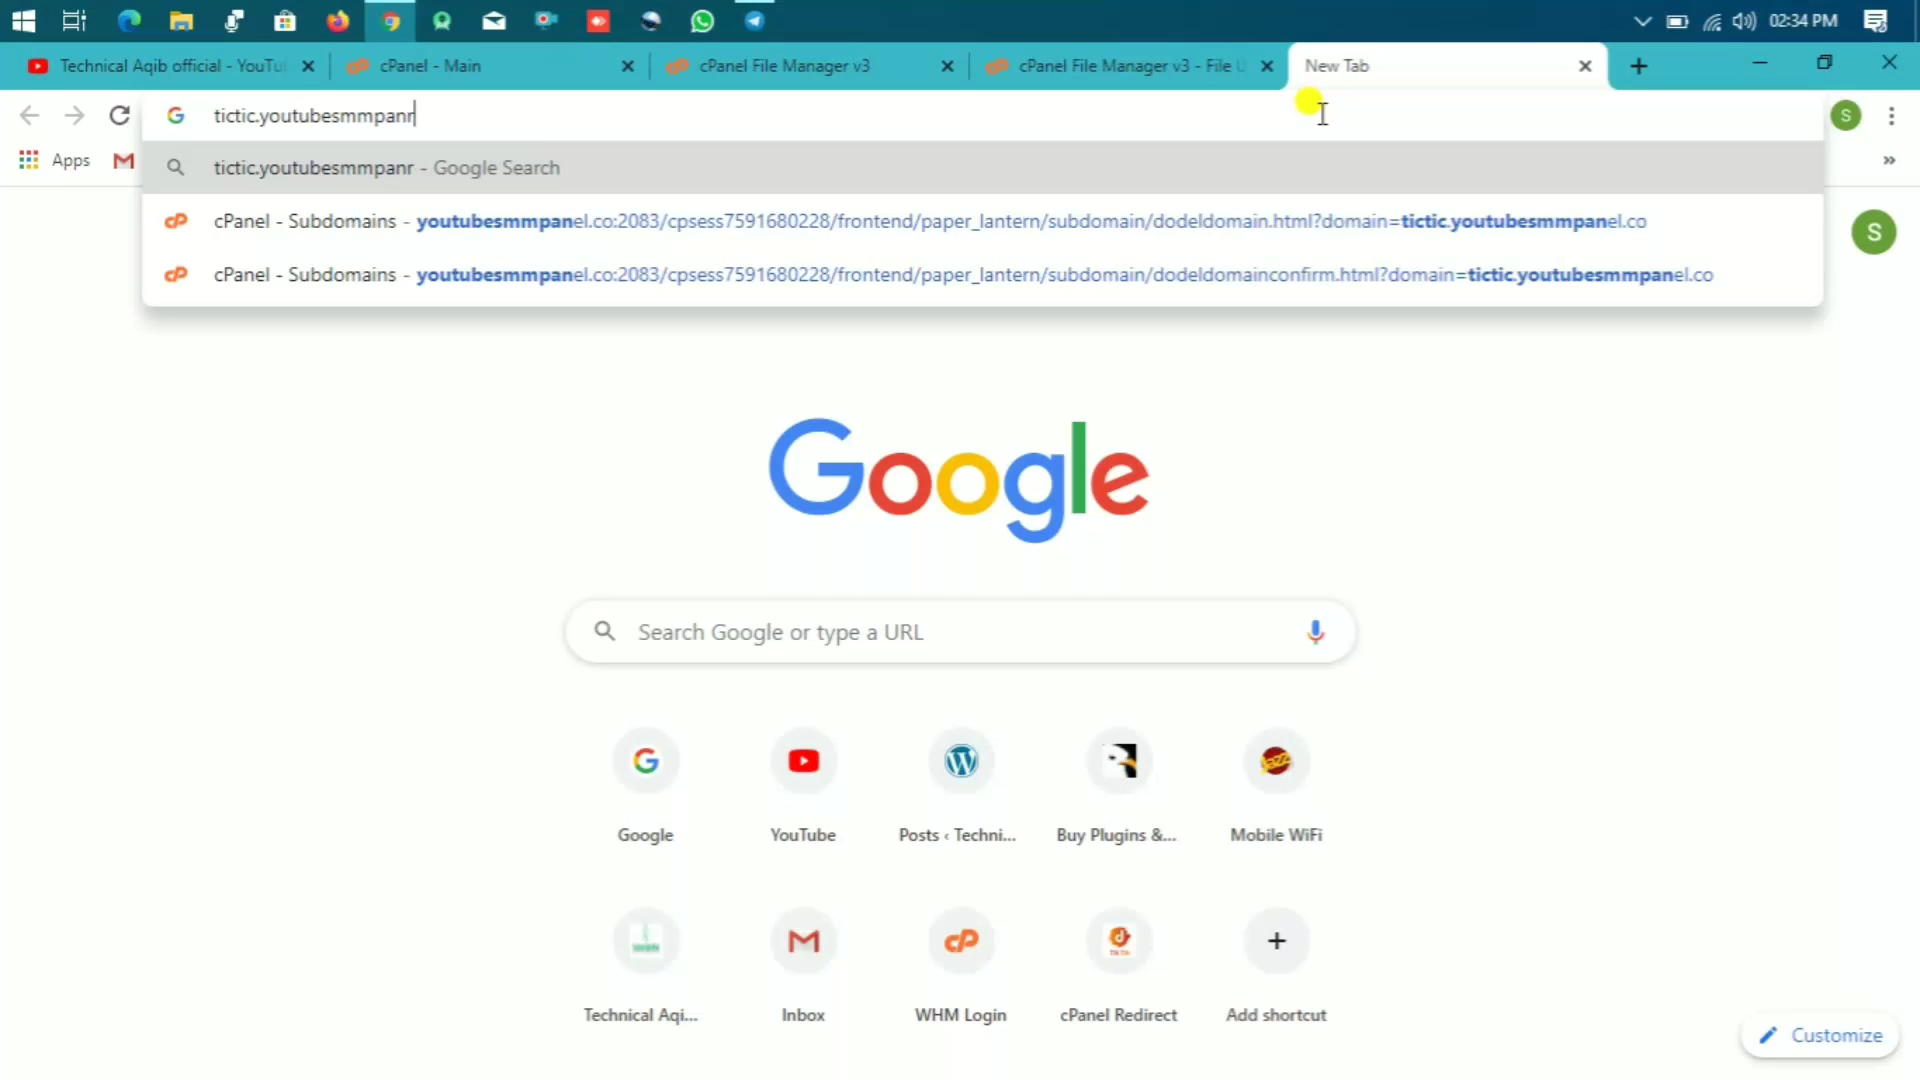 02:34 PM
Technical Aqib official - YouTu
cPanel - Main
cPanel File Manager v3
cPanel File Manager v3 - File U
New Tab
tictic.youtubesmmpanr
S
Apps
»
tictic.youtubesmmpanr - Google Search
cPanel - Subdomains - youtubesmmpanel.co:2083/cpsess7591680228/frontend/paper_lantern/subdomain/dodeldomain.html?domain=tictic.youtubesmmpanel.co
S
cPanel - Subdomains - youtubesmmpanel.co:2083/cpsess7591680228/frontend/paper_lantern/subdomain/dodeldomainconfirm.html?domain=tictic.youtubesmmpanel.co
Google
Search Google or type a URL
Google
YouTube
Posts ‹ Techni...
Buy Plugins &...
Mobile WiFi
Technical Aqi...
Inbox
WHM Login
cPanel Redirect
Add shortcut
Customize